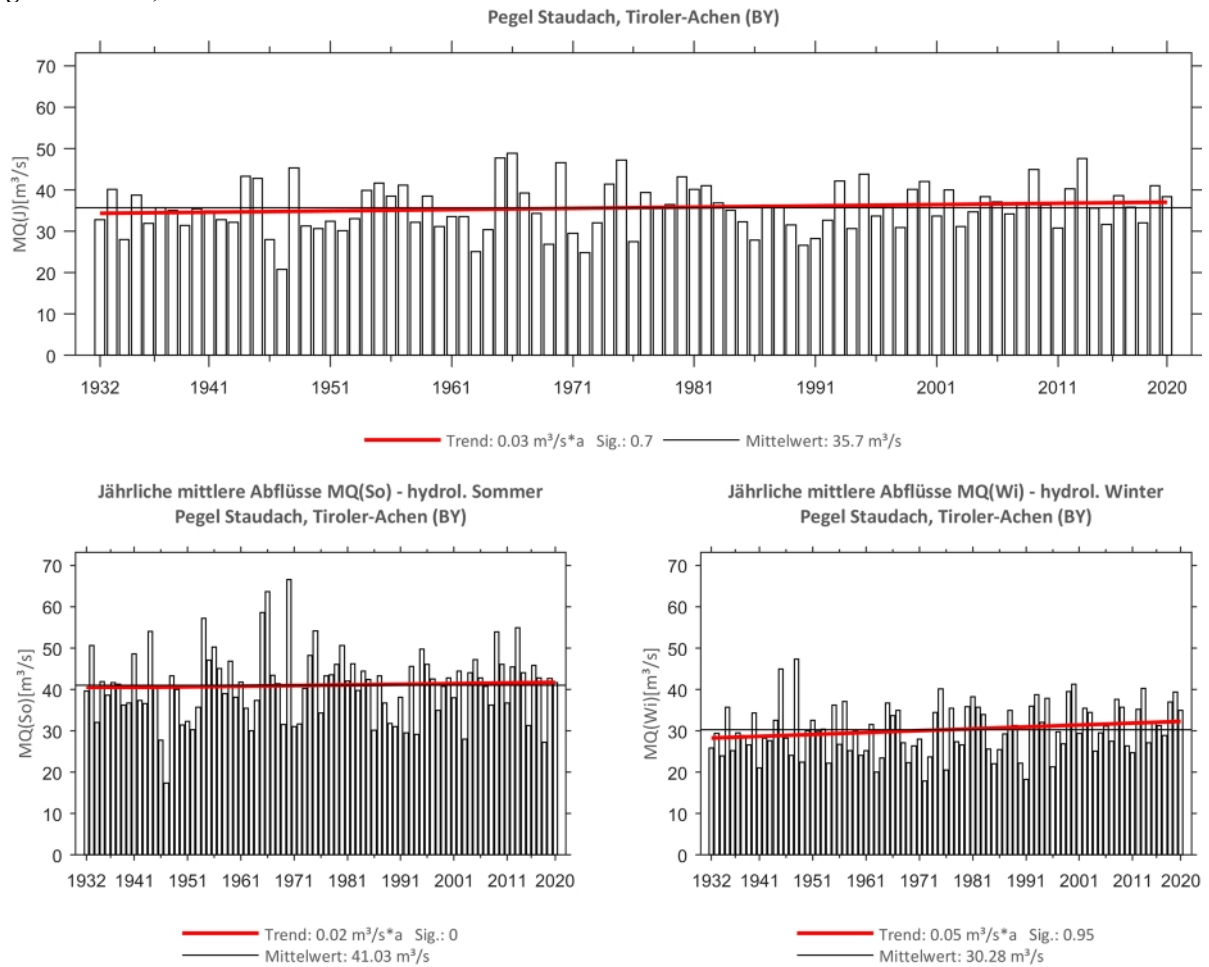 Pegel Staudach, Tiroler-Achen (BY)
70
60
50
40
30
20
10
0
MQ(J)[m³/s]
1932 1941 1951 1961 1971 1981 1991 2001 2011 2020
Trend: 0.03 m³/s*a Sig.: 0.7 Mittelwert: 35.7 m³/s
Jährliche mittlere Abflüsse MQ(So) - hydrol. Sommer
Pegel Staudach, Tiroler-Achen (BY)
70
60
50
40
30
20
10
0
MQ(So)[m³/s]
1932 1941 1951 1961 1971 1981 1991 2001 2011 2020
Trend: 0.02 m³/s*a Sig.: 0
Mittelwert: 41.03 m³/s
Jährliche mittlere Abflüsse MQ(Wi) - hydrol. Winter
Pegel Staudach, Tiroler-Achen (BY)
70
60
50
40
30
20
10
0
MQ(Wi)[m³/s]
1932 1941 1951 1961 1971 1981 1991 2001 2011 2020
Trend: 0.05 m³/s*a Sig.: 0.95
Mittelwert: 30.28 m³/s